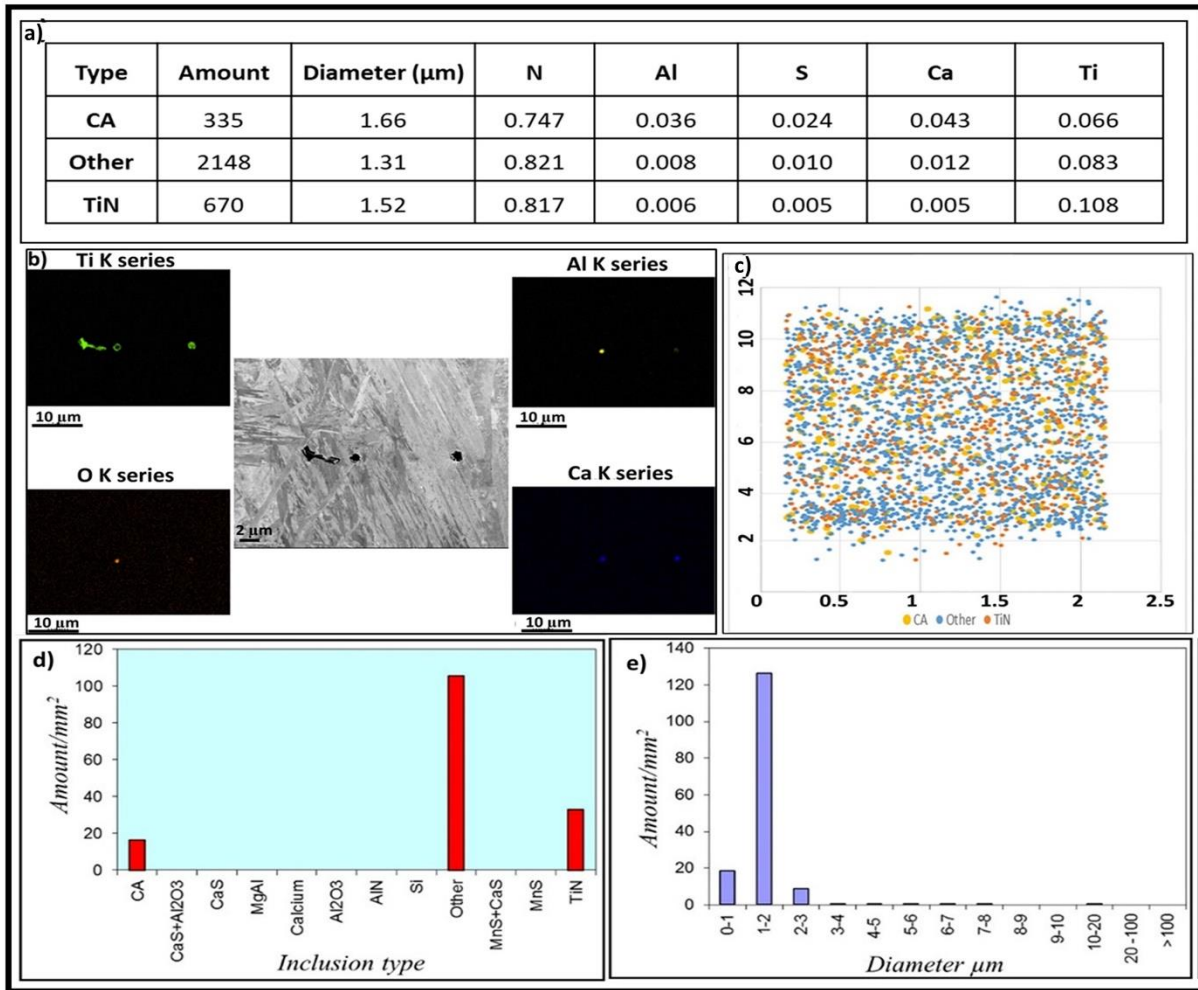 a)
Type Amount Diameter (µm) N Al S Ca Ti
CA 335 1.66 0.747 0.036 0.024 0.043 0.066
Other 2148 1.31 0.821 0.008 0.010 0.012 0.083
TiN 670 1.52 0.817 0.006 0.005 0.005 0.108
b)
Ti K series
10 µm
Al K series
10 µm
O K series
10 µm
2 µm
Ca K series
10 µm
c)
12
10
8
6
4
2
0 0.5 1 1.5 2 2.5
CA Other TiN
d)
Amount/mm²
120
100
80
60
40
20
0
CA
CaS+Al2O3
CaS
MgAl
Calcium
Al2O3
AlN
Si
Other
MnS+CaS
MnS
TiN
Inclusion type
e)
Amount/mm²
140
120
100
80
60
40
20
0
0-1
1-2
2-3
3-4
4-5
5-6
6-7
7-8
8-9
9-10
10-20
20 -100
>100
Diameter µm